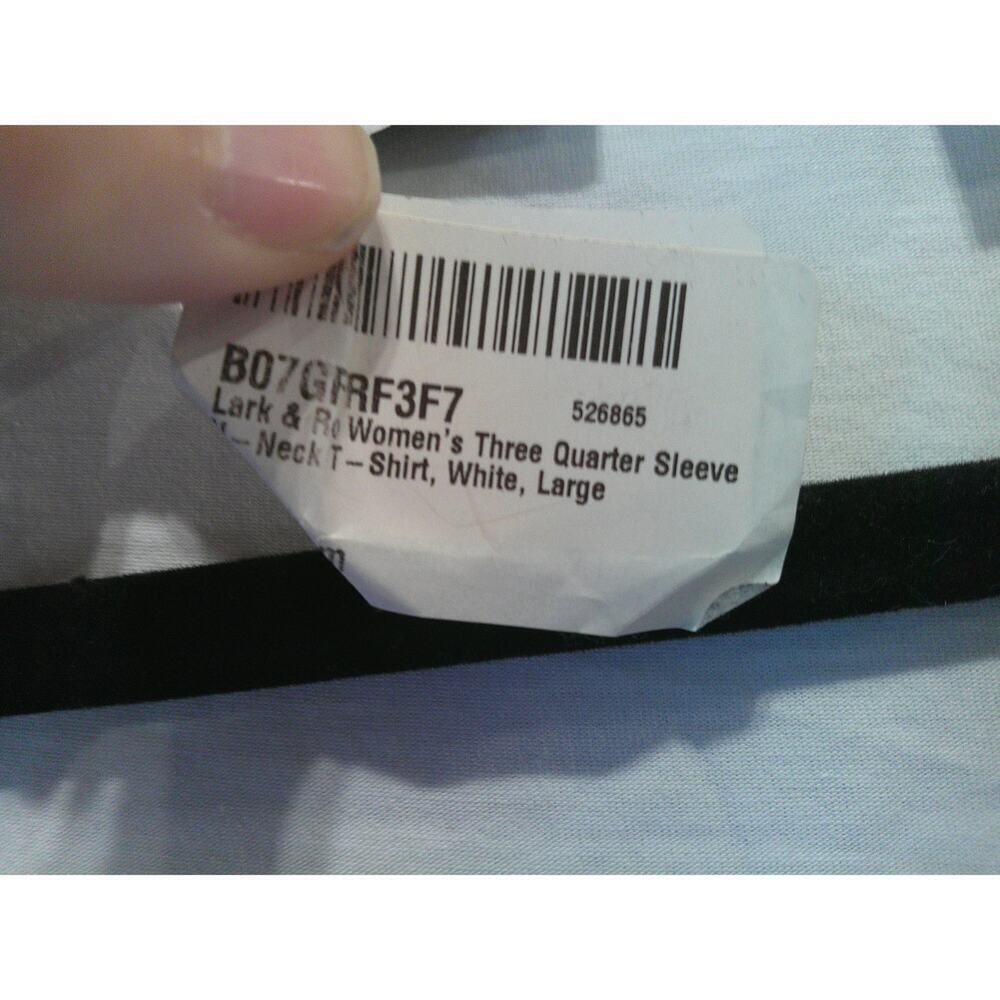 B07GFRF3F7
526865
Lark & Ro Women's Three Quarter Sleeve
-Neck T-Shirt, White, Large